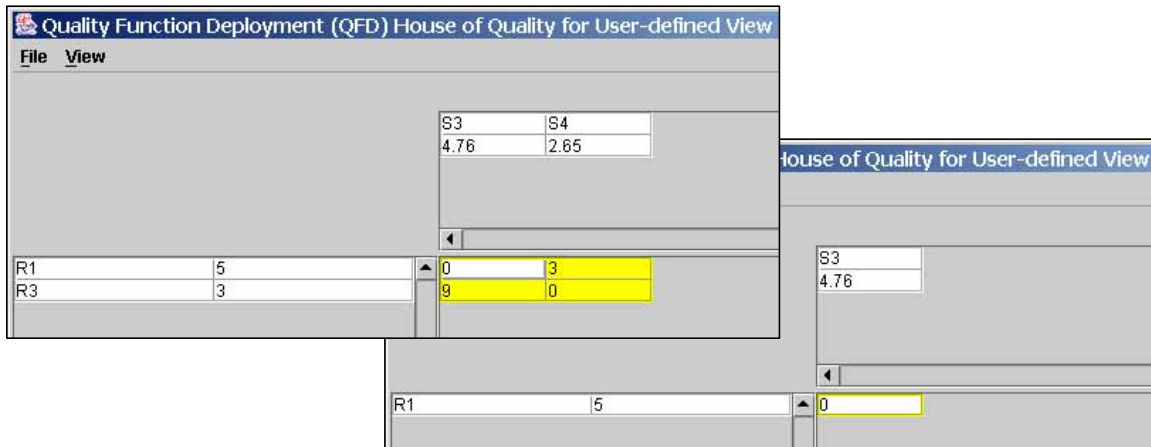 Quality Function Deployment (QFD) House of Quality for User-defined View
File View
S3 S4
4.76 2.65
R1 5 0 3
R3 3 9 0
House of Quality for User-defined View
S3
4.76
R1 5 0